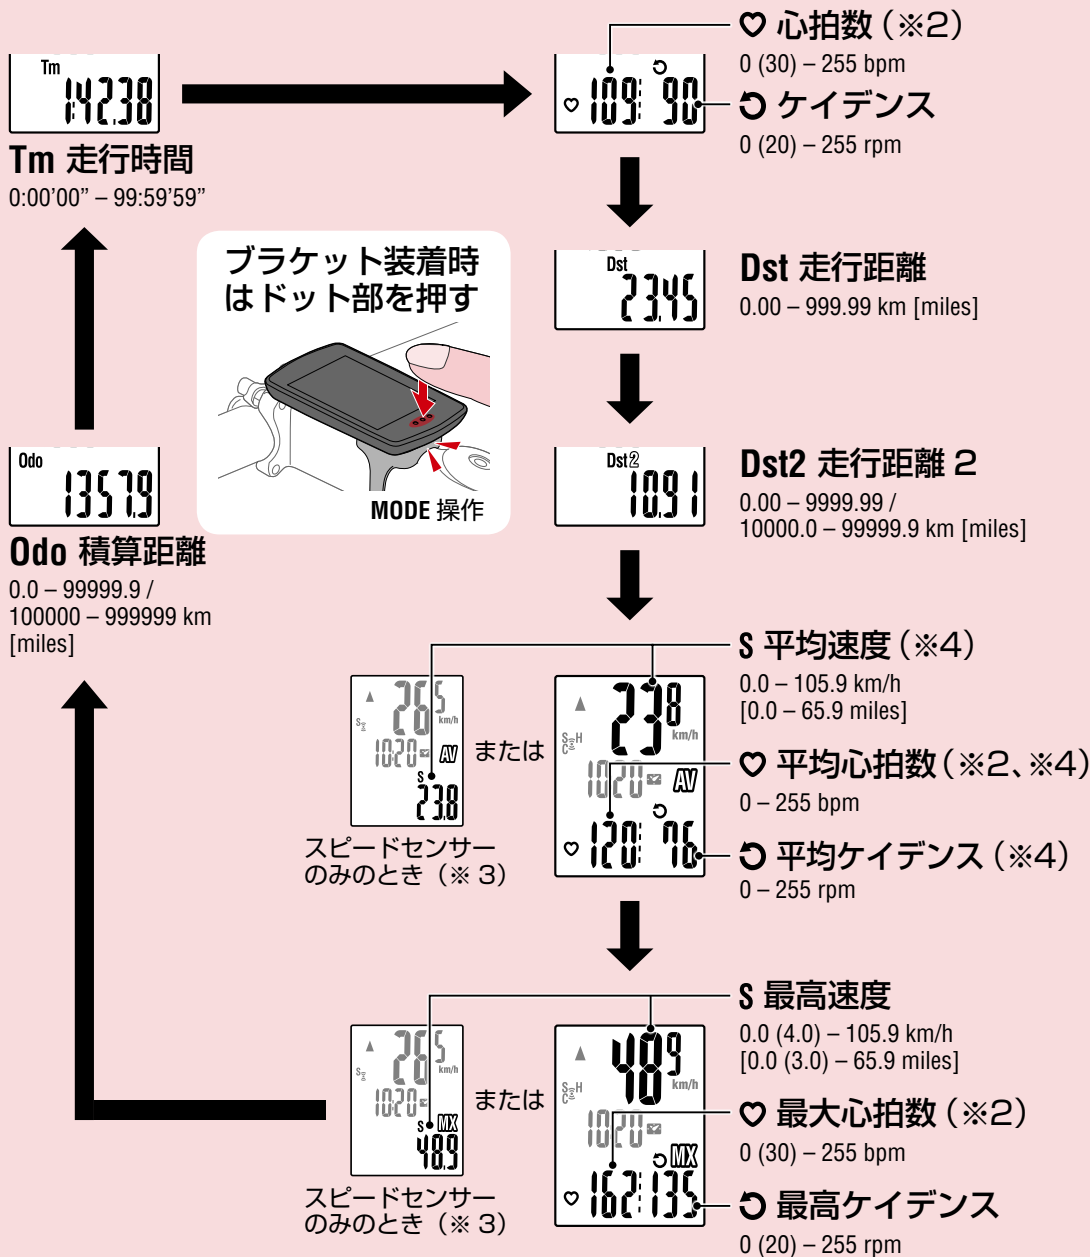 Tm
1:42'38
Tm 走行時間
0:00'00” – 99:59'59”
109 90
心拍数（※2）
0 (30) – 255 bpm
ケイデンス
0 (20) – 255 rpm
ブラケット装着時
はドット部を押す
MODE 操作
Dst
23.45
Dst 走行距離
0.00 – 999.99 km [miles]
Dst2
10.91
Dst2 走行距離 2
0.00 – 9999.99 /
10000.0 – 99999.9 km [miles]
Odo
1357.9
Odo 積算距離
0.0 – 99999.9 /
100000 – 999999 km
[miles]
26.5
km/h
S
10:20 AV
S
23.8
スピードセンサー
のみのとき（※ 3）
または
23.8
km/h
S H
C
10:20 AV
120 76
S 平均速度（※4）
0.0 – 105.9 km/h
[0.0 – 65.9 miles]
平均心拍数（※2、※4）
0 – 255 bpm
平均ケイデンス（※4）
0 – 255 rpm
26.5
km/h
S
10:20
S MX
48.9
スピードセンサー
のみのとき（※ 3）
または
48.9
km/h
S H
C
10:20
MX
162 135
S 最高速度
0.0 (4.0) – 105.9 km/h
[0.0 (3.0) – 65.9 miles]
最大心拍数（※2）
0 (30) – 255 bpm
最高ケイデンス
0 (20) – 255 rpm